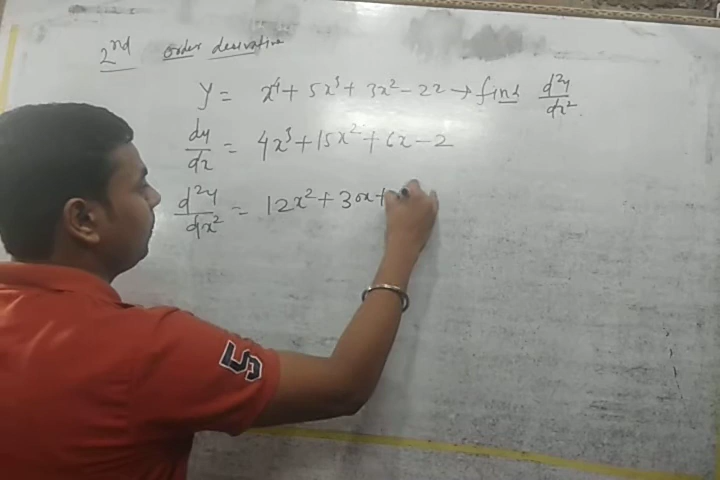 2nd order derivative
y = x⁴ + 5x³ + 3x² - 2x → find d²y/dx²
dy/dx = 4x³ + 15x² + 6x - 2
d²y/dx² = 12x² + 30x +
5